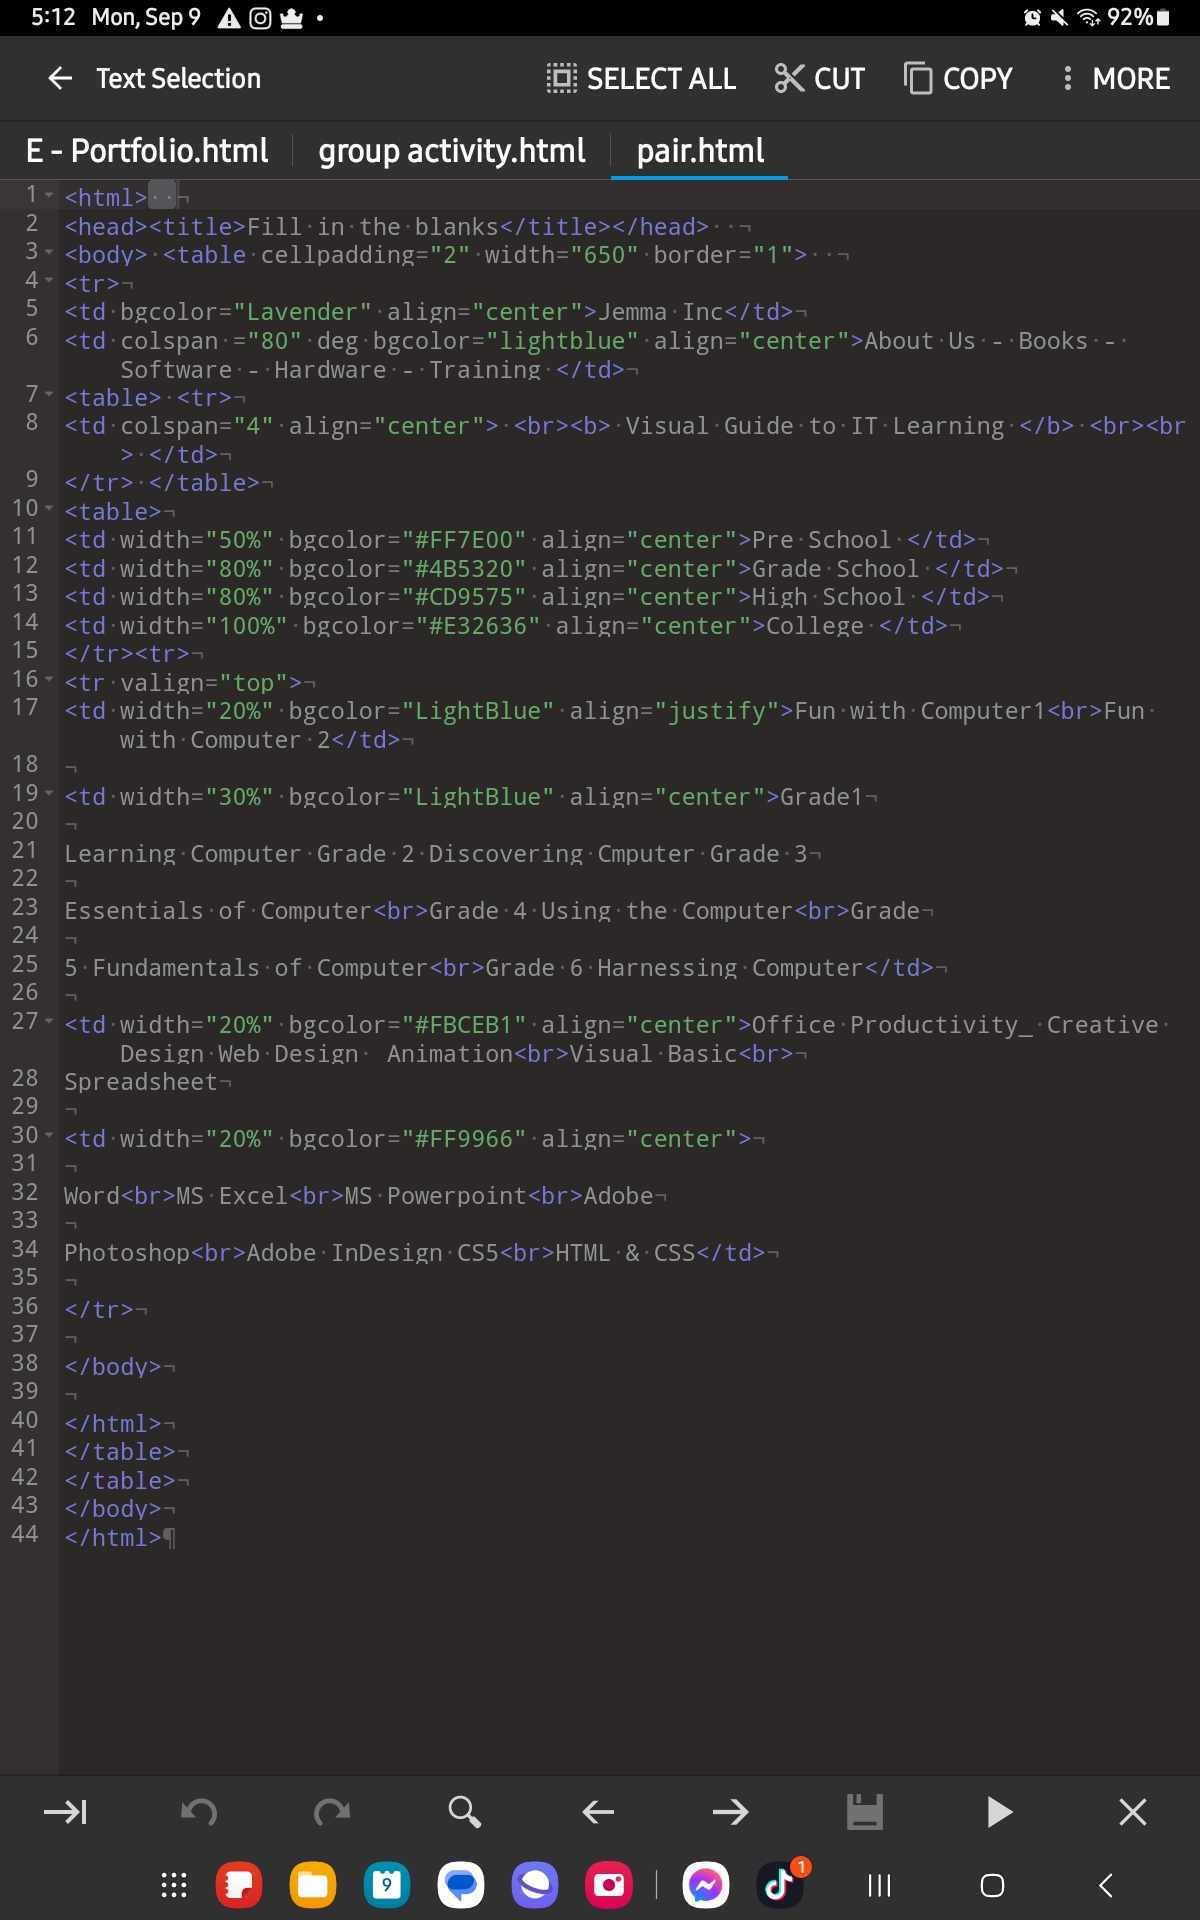 5:12 Mon, Sep 9 92%
Text Selection SELECT ALL CUT COPY MORE
E - Portfolio.html group activity.html pair.html
1 <html>
2 <head><title>Fill in the blanks</title></head>
3 <body> <table cellpadding="2" width="650" border="1">
4 <tr>
5 <td bgcolor="Lavender" align="center">Jemma Inc</td>
6 <td colspan ="80" deg bgcolor="lightblue" align="center">About Us - Books -
Software - Hardware - Training </td>
7 <table> <tr>
8 <td colspan="4" align="center"> <br><b> Visual Guide to IT Learning </b> <br><br
> </td>
9 </tr> </table>
10 <table>
11 <td width="50%" bgcolor="#FF7E00" align="center">Pre School </td>
12 <td width="80%" bgcolor="#4B5320" align="center">Grade School </td>
13 <td width="80%" bgcolor="#CD9575" align="center">High School </td>
14 <td width="100%" bgcolor="#E32636" align="center">College </td>
15 </tr><tr>
16 <tr valign="top">
17 <td width="20%" bgcolor="LightBlue" align="justify">Fun with Computer1<br>Fun
with Computer 2</td>
18
19 <td width="30%" bgcolor="LightBlue" align="center">Grade1
20
21 Learning Computer Grade 2 Discovering Cmputer Grade 3
22
23 Essentials of Computer<br>Grade 4 Using the Computer<br>Grade
24
25 5 Fundamentals of Computer<br>Grade 6 Harnessing Computer</td>
26
27 <td width="20%" bgcolor="#FBCEB1" align="center">Office Productivity_ Creative
Design Web Design  Animation<br>Visual Basic<br>
28 Spreadsheet
29
30 <td width="20%" bgcolor="#FF9966" align="center">
31
32 Word<br>MS Excel<br>MS Powerpoint<br>Adobe
33
34 Photoshop<br>Adobe InDesign CS5<br>HTML & CSS</td>
35
36 </tr>
37
38 </body>
39
40 </html>
41 </table>
42 </table>
43 </body>
44 </html>
9 1